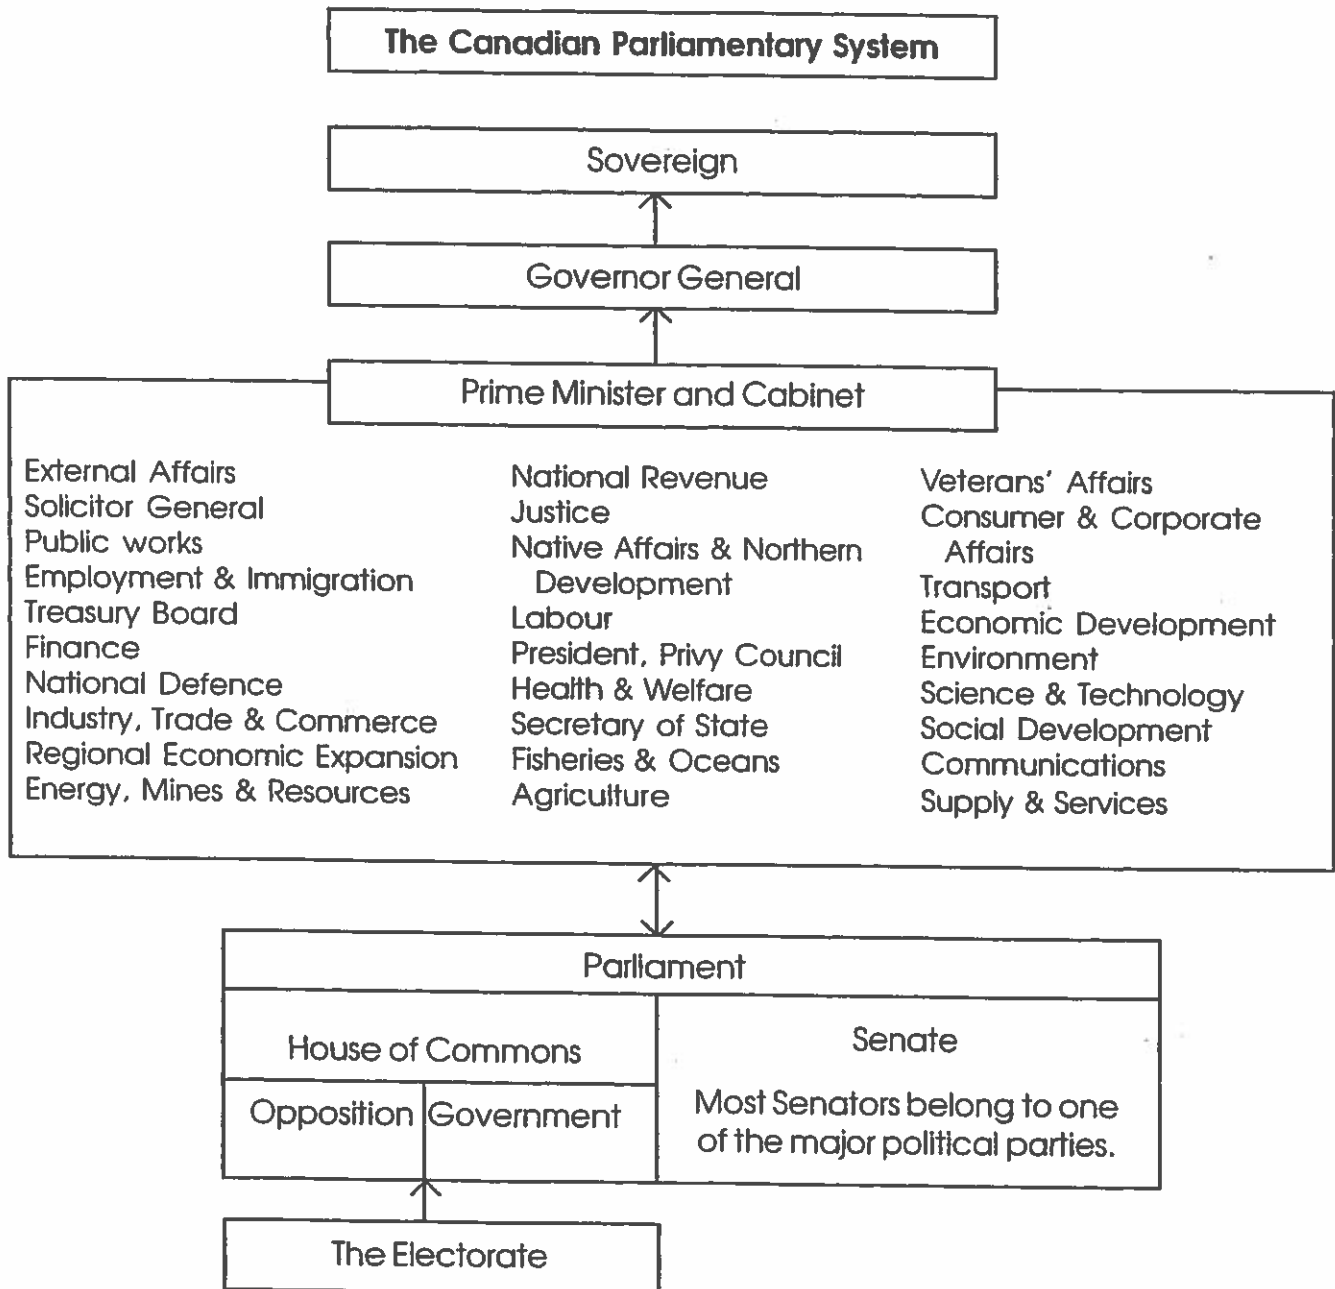 The Canadian Parliamentary System
Sovereign
Governor General
Prime Minister and Cabinet
External Affairs
Solicitor General
Public works
Employment & Immigration
Treasury Board
Finance
National Defence
Industry, Trade & Commerce
Regional Economic Expansion
Energy, Mines & Resources
National Revenue
Justice
Native Affairs & Northern
Development
Labour
President, Privy Council
Health & Welfare
Secretary of State
Fisheries & Oceans
Agriculture
Veterans' Affairs
Consumer & Corporate
Affairs
Transport
Economic Development
Environment
Science & Technology
Social Development
Communications
Supply & Services
Parliament
House of Commons
Opposition
Government
Senate
Most Senators belong to one
of the major political parties.
The Electorate